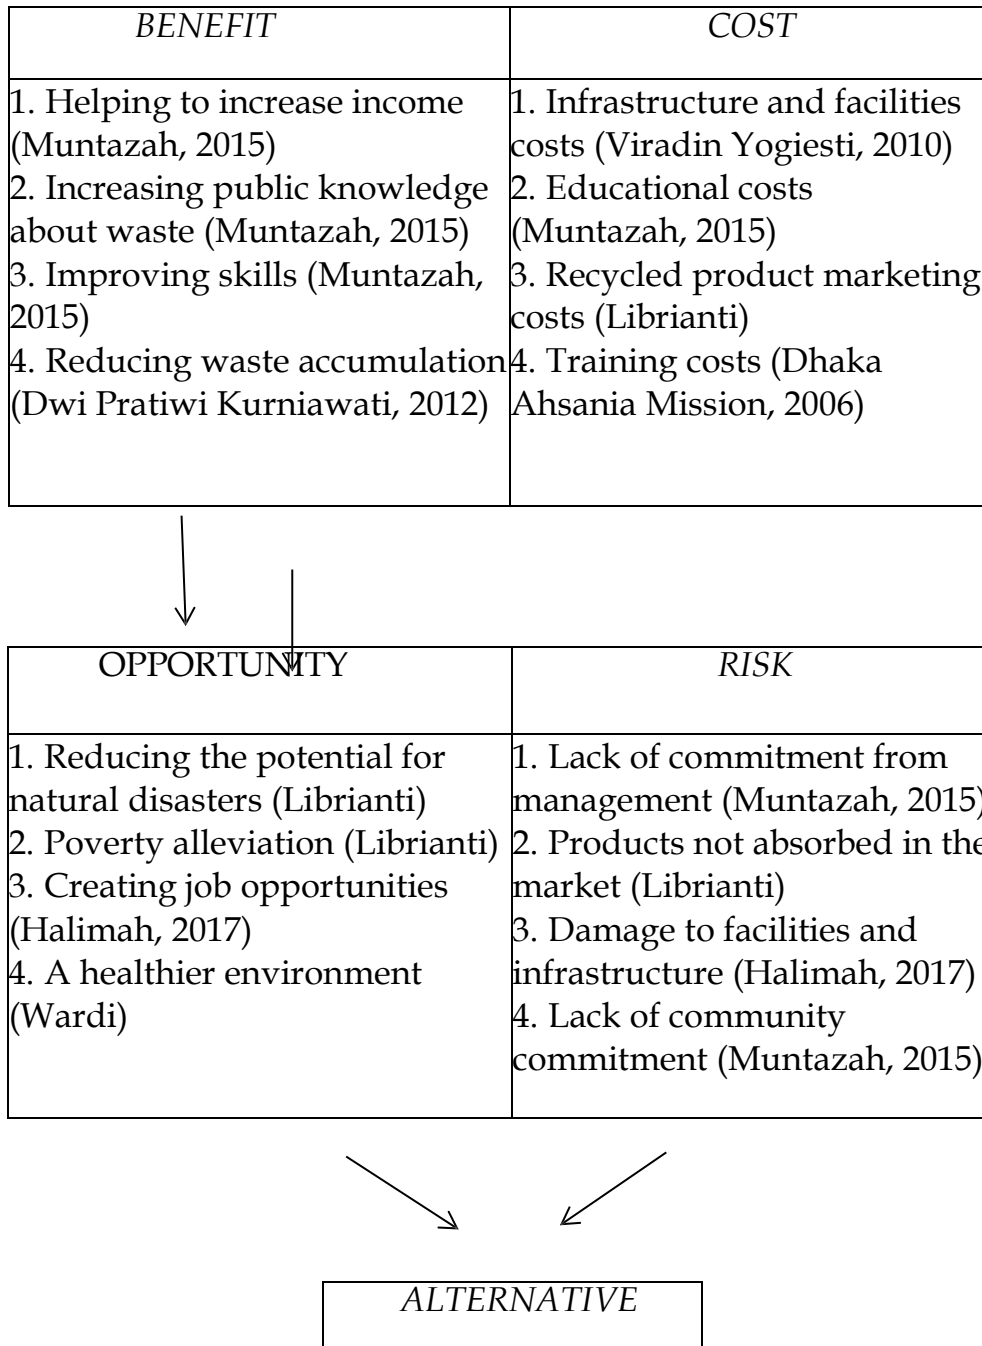 BENEFIT
COST
1. Helping to increase income
(Muntazah, 2015)
2. Increasing public knowledge
about waste (Muntazah, 2015)
3. Improving skills (Muntazah,
2015)
4. Reducing waste accumulation
(Dwi Pratiwi Kurniawati, 2012)
1. Infrastructure and facilities
costs (Viradin Yogiesti, 2010)
2. Educational costs
(Muntazah, 2015)
3. Recycled product marketing
costs (Librianti)
4. Training costs (Dhaka
Ahsania Mission, 2006)
OPPORTUNITY
RISK
1. Reducing the potential for
natural disasters (Librianti)
2. Poverty alleviation (Librianti)
3. Creating job opportunities
(Halimah, 2017)
4. A healthier environment
(Wardi)
1. Lack of commitment from
management (Muntazah, 2015)
2. Products not absorbed in the
market (Librianti)
3. Damage to facilities and
infrastructure (Halimah, 2017)
4. Lack of community
commitment (Muntazah, 2015)
ALTERNATIVE